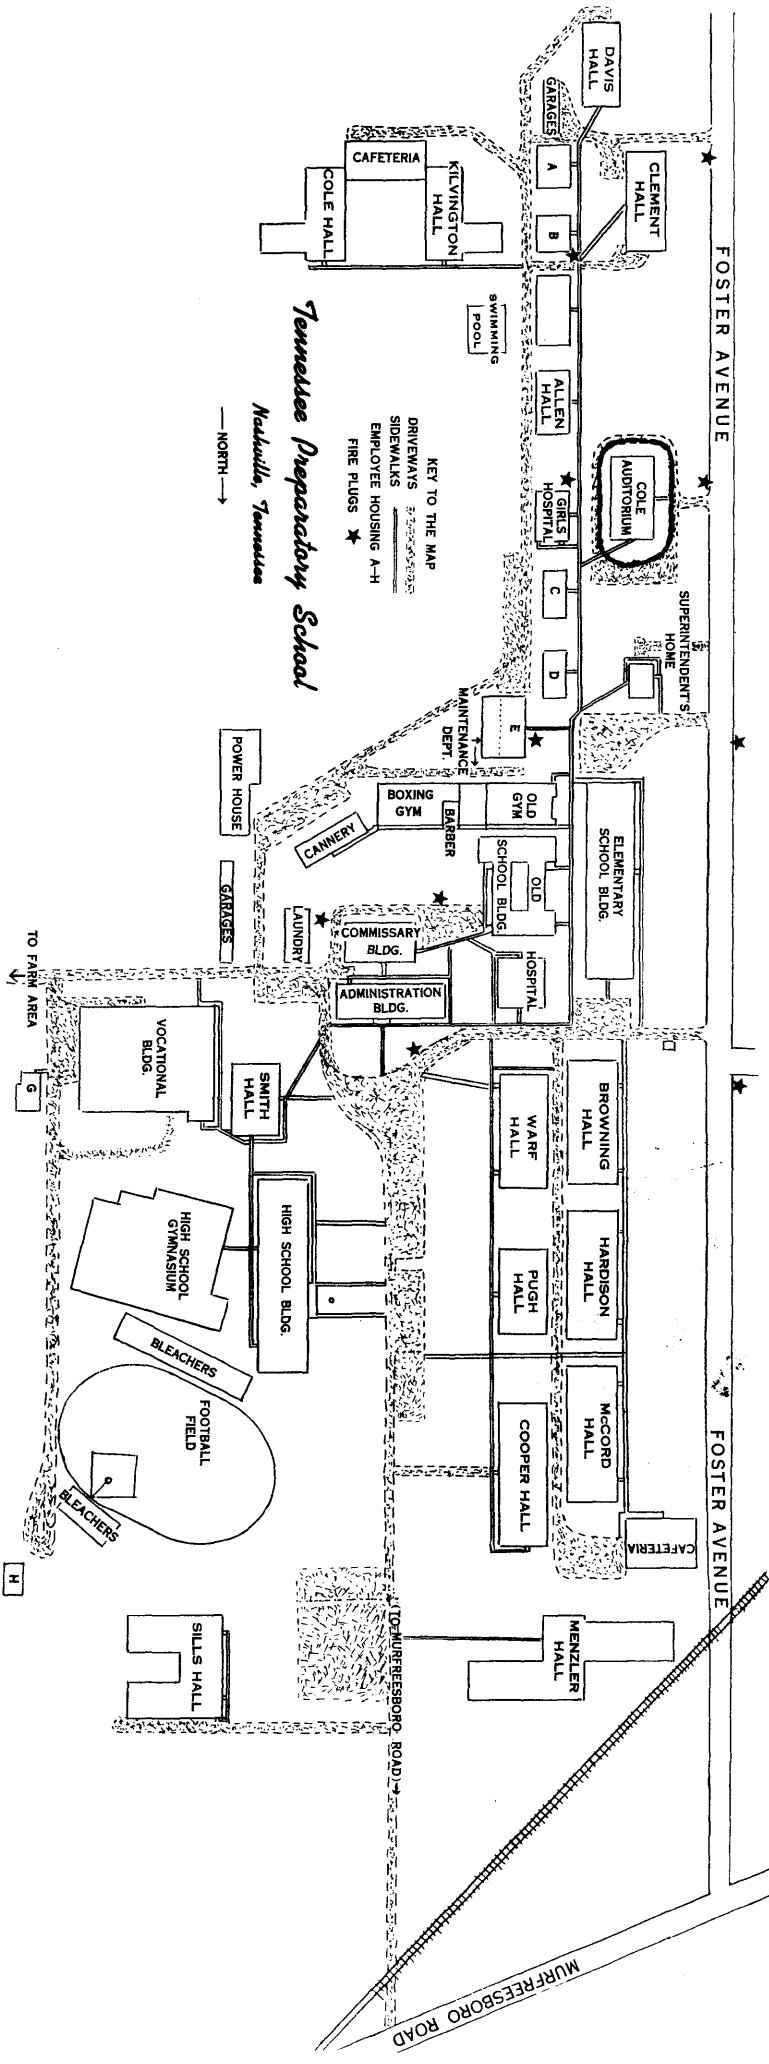 FOSTER AVENUE
FOSTER AVENUE
DAVIS
HALL
GARAGES
A
B
CLEMENT
HALL
CAFETERIA
KILVINGTON
HALL
COLE HALL
SWIMMING
POOL
ALLEN
HALL
COLE
AUDITORIUM
GIRLS
HOSPITAL
C
D
SUPERINTENDENT'S
HOME
E
MAINTENANCE
DEPT.
Tennessee Preparatory School
Nashville, Tennessee
—NORTH→
KEY TO THE MAP
DRIVEWAYS
SIDEWALKS
EMPLOYEE HOUSING A–H
FIRE PLUGS ★
POWER HOUSE
GARAGES
CANNERY
BOXING
GYM
BARBER
OLD
GYM
OLD
SCHOOL BLDG.
ELEMENTARY
SCHOOL BLDG.
LAUNDRY
COMMISSARY
BLDG.
HOSPITAL
ADMINISTRATION
BLDG.
TO FARM AREA
G
VOCATIONAL
BLDG.
SMITH
HALL
WARF
HALL
BROWNING
HALL
HIGH SCHOOL
GYMNASIUM
HIGH SCHOOL BLDG.
PUGH
HALL
HARDISON
HALL
BLEACHERS
FOOTBALL
FIELD
BLEACHERS
COOPER HALL
McCORD
HALL
CAFETERIA
H
SILLS HALL
(TO MURFREESBORO ROAD)→
MENZLER
HALL
MURFREESBORO ROAD